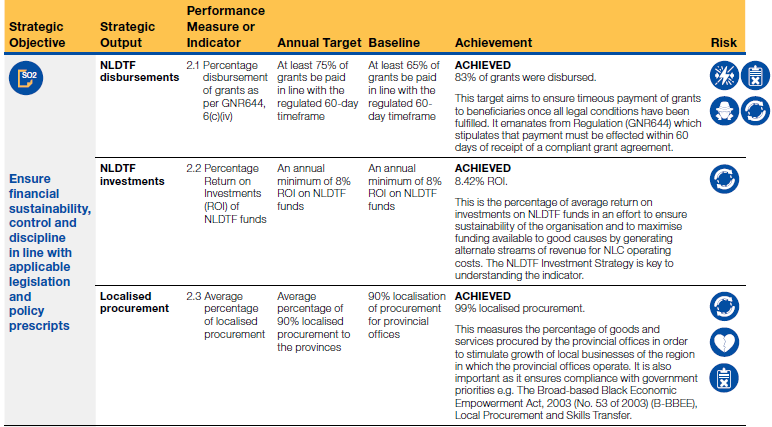 Strategic
Objective
Strategic
Output
Performance
Measure or
Indicator
Annual Target
Baseline
Achievement
Risk
SO2
Ensure
financial
sustainability,
control and
discipline
in line with
applicable
legislation
and
policy
prescripts
NLDTF
disbursements
2.1 Percentage
disbursement
of grants as
per GNR644,
6(c)(iv)
At least 75% of
grants be paid
in line with the
regulated 60-day
timeframe
At least 65% of
grants be paid
in line with the
regulated 60-
day timeframe
ACHIEVED
83% of grants were disbursed.
This target aims to ensure timeous payment of grants
to beneficiaries once all legal conditions have been
fulfilled. It emanates from Regulation (GNR644) which
stipulates that payment must be effected within 60
days of receipt of a compliant grant agreement.
NLDTF
investments
2.2 Percentage
Return on
Investments
(ROI) of
NLDTF funds
An annual
minimum of 8%
ROI on NLDTF
funds
An annual
minimum of 8%
ROI on NLDTF
funds
ACHIEVED
8.42% ROI.
This is the percentage of average return on
investments on NLDTF funds in an effort to ensure
sustainability of the organisation and to maximise
funding available to good causes by generating
alternate streams of revenue for NLC operating
costs. The NLDTF Investment Strategy is key to
understanding the indicator.
Localised
procurement
2.3 Average
percentage
of localised
procurement
Average
percentage of
90% localised
procurement to
the provinces
90% localisation
of procurement
for provincial
offices
ACHIEVED
99% localised procurement.
This measures the percentage of goods and
services procured by the provincial offices in order
to stimulate growth of local businesses of the region
in which the provincial offices operate. It is also
important as it ensures compliance with government
priorities e.g. The Broad-based Black Economic
Empowerment Act, 2003 (No. 53 of 2003) (B-BBEE),
Local Procurement and Skills Transfer.